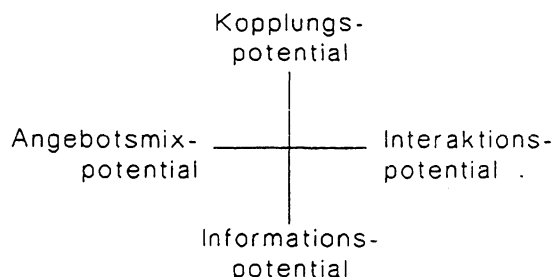 Kopplungs-
potential
Angebotsmix-
potential
Interaktions-
potential .
Informations-
potential